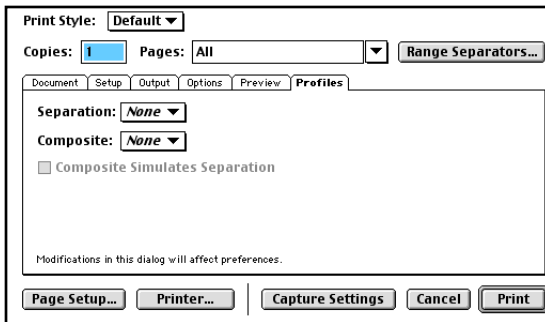 Print Style: Default
Copies: 1 Pages: All Range Separators...
Document Setup Output Options Preview Profiles
Separation: None
Composite: None
Composite Simulates Separation
Modifications in this dialog will affect preferences.
Page Setup... Printer... Capture Settings Cancel Print